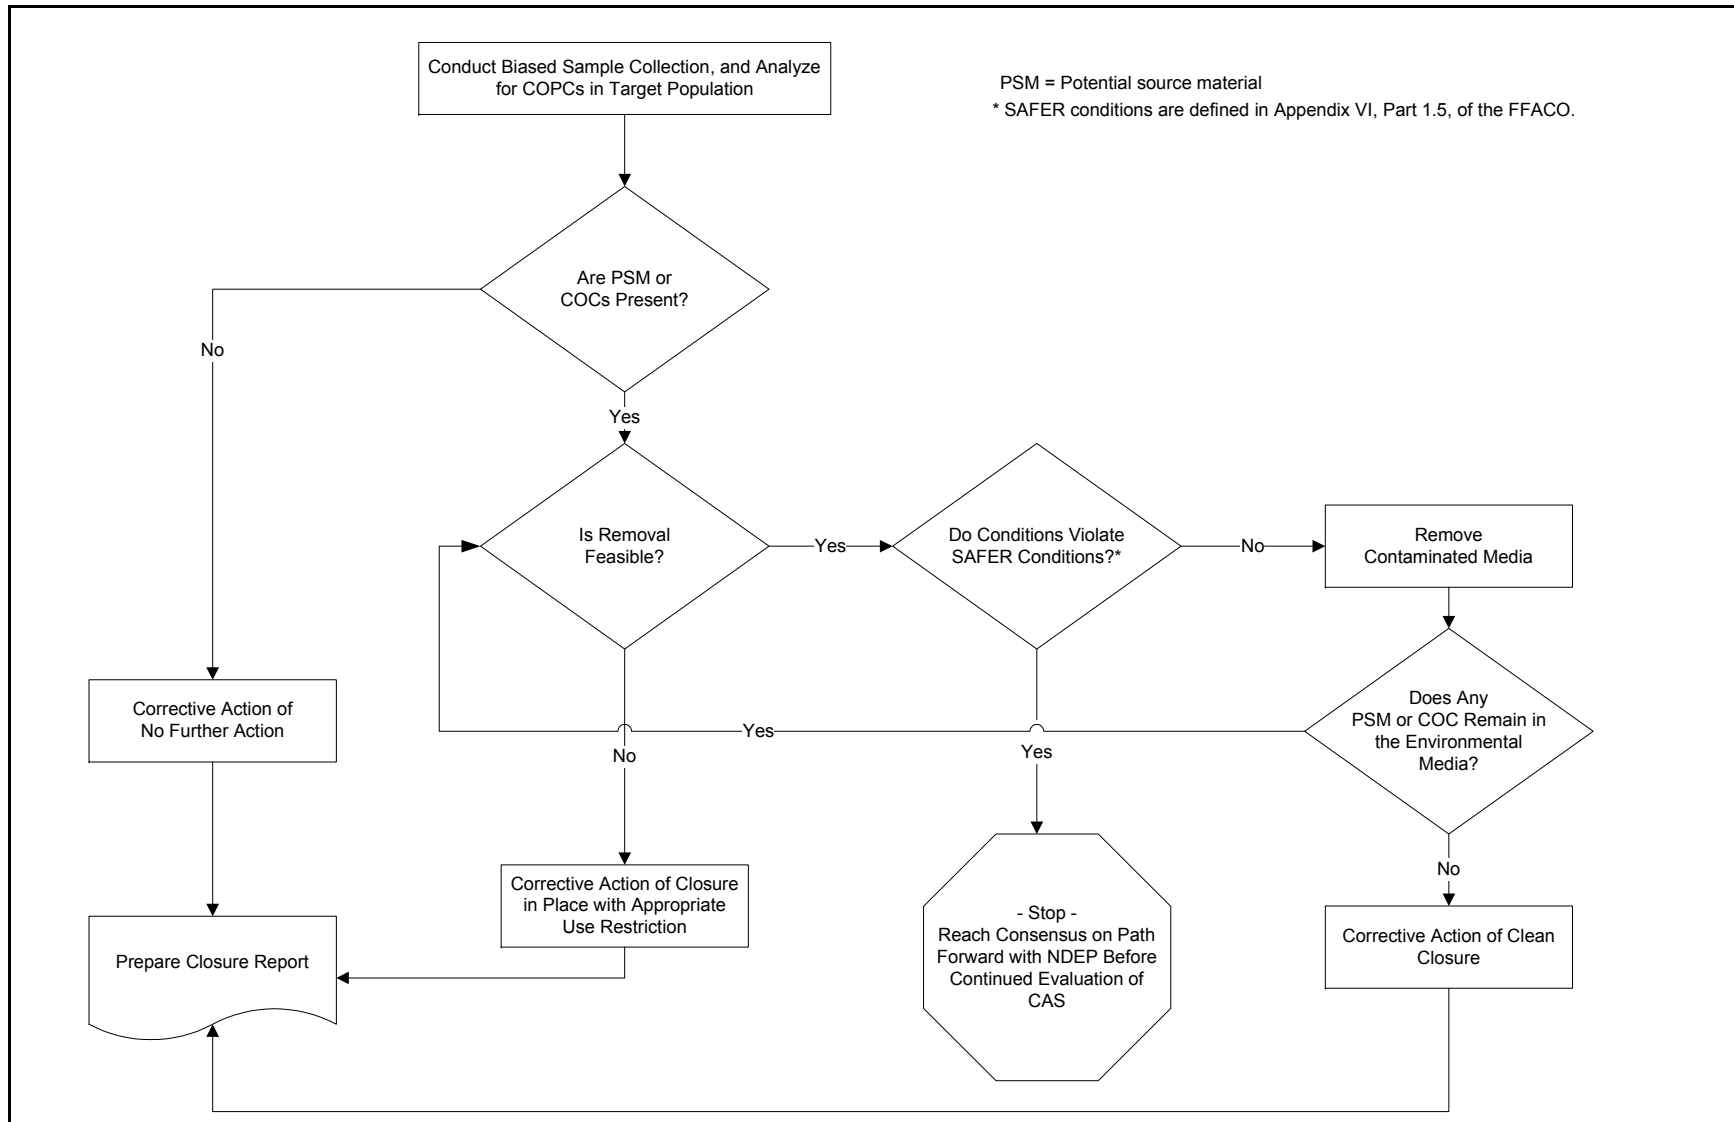 Conduct Biased Sample Collection, and Analyze
for COPCs in Target Population
PSM = Potential source material
* SAFER conditions are defined in Appendix VI, Part 1.5, of the FFACO.
Are PSM or
COCs Present?
No
Yes
Is Removal
Feasible?
Yes
Do Conditions Violate
SAFER Conditions?*
No
Remove
Contaminated Media
Corrective Action of
No Further Action
Does Any
PSM or COC Remain in
the Environmental
Media?
Yes
No
Yes
No
Corrective Action of Closure
in Place with Appropriate
Use Restriction
- Stop -
Reach Consensus on Path
Forward with NDEP Before
Continued Evaluation of
CAS
Corrective Action of Clean
Closure
Prepare Closure Report